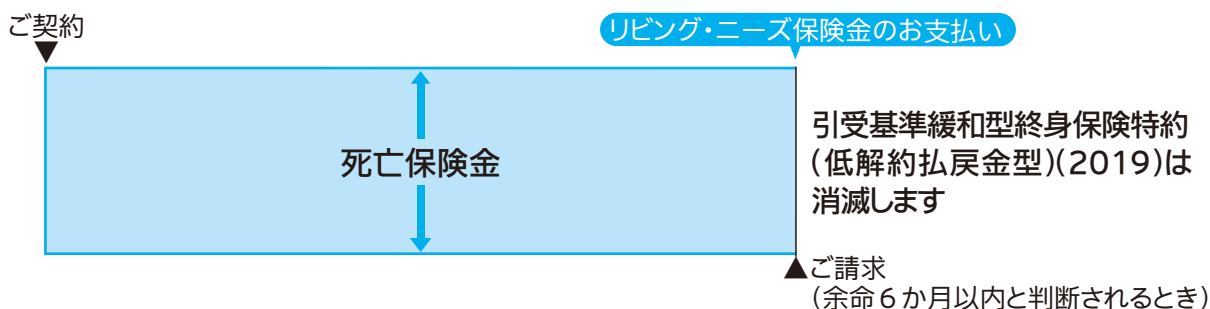 ご契約
▼
リビング・ニーズ保険金のお支払い
死亡保険金
引受基準緩和型終身保険特約
(低解約払戻金型)(2019)は
消滅します
▲ご請求
(余命6か月以内と判断されるとき)